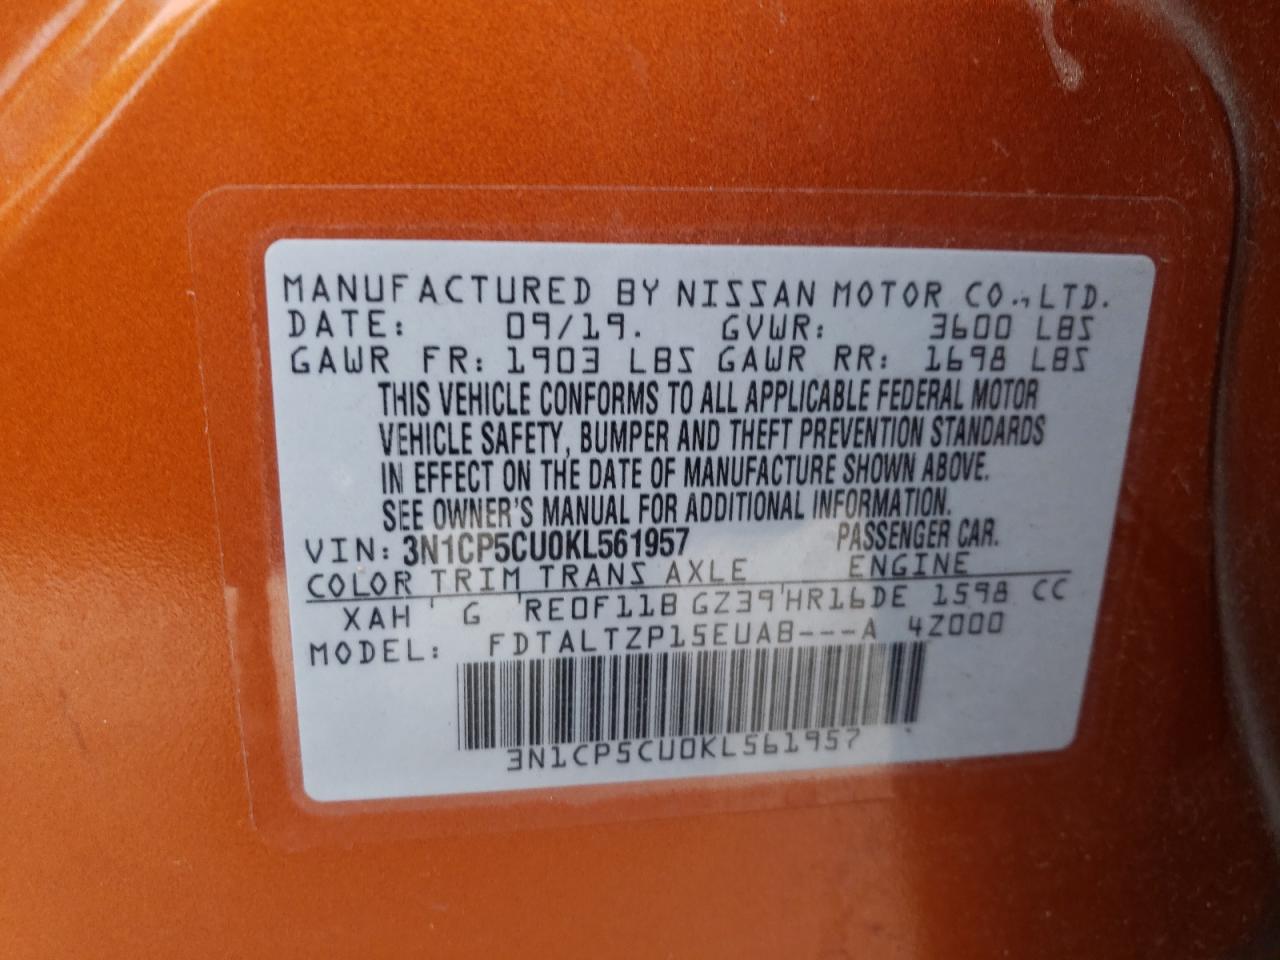 MANUFACTURED BY NISSAN MOTOR CO.,LTD.
DATE: 09/19. GVWR: 3600 LBS
GAWR FR: 1903 LBS GAWR RR: 1698 LBS
THIS VEHICLE CONFORMS TO ALL APPLICABLE FEDERAL MOTOR
VEHICLE SAFETY, BUMPER AND THEFT PREVENTION STANDARDS
IN EFFECT ON THE DATE OF MANUFACTURE SHOWN ABOVE.
SEE OWNER'S MANUAL FOR ADDITIONAL INFORMATION.
VIN: 3N1CP5CU0KL561957 PASSENGER CAR.
COLOR TRIM TRANS AXLE ENGINE
XAH G RE0F11B GZ39 HR16DE 1598 CC
MODEL: FDTALTZP15EUAB---A 4Z000
3N1CP5CU0KL561957